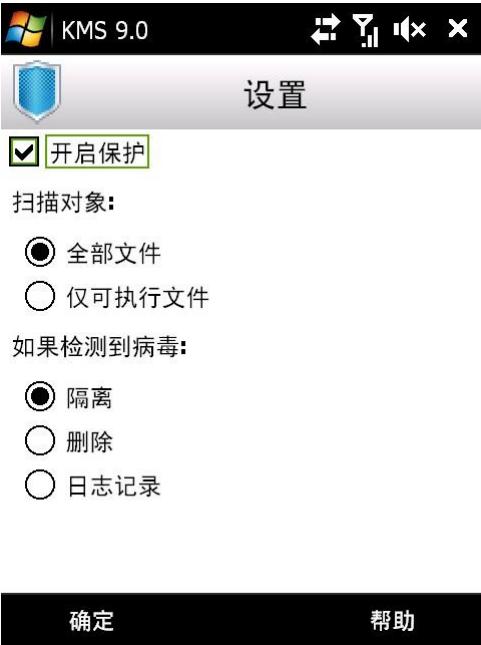 KMS 9.0
设置
开启保护
扫描对象:
全部文件
仅可执行文件
如果检测到病毒:
隔离
删除
日志记录
确定 帮助